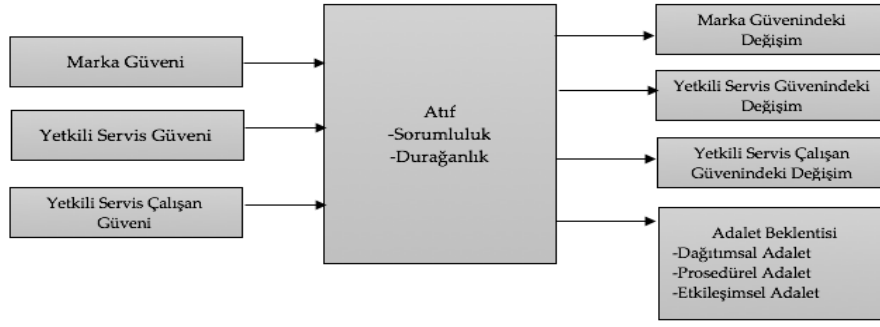 Marka Güveni
Yetkili Servis Güveni
Yetkili Servis Çalışan
Güveni
Atıf
-Sorumluluk
-Durağanlık
Marka Güvenindeki
Değişim
Yetkili Servis Güvenindeki
Değişim
Yetkili Servis Çalışan
Güvenindeki Değişim
Adalet Beklentisi
-Dağıtımsal Adalet
-Prosedürel Adalet
-Etkileşimsel Adalet